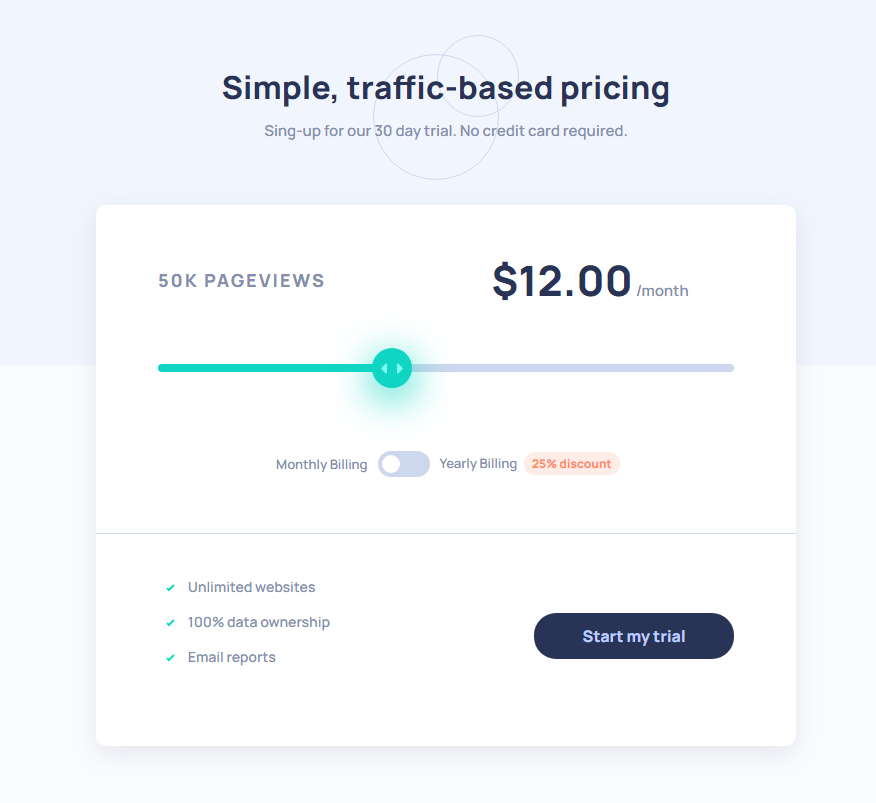 Simple, traffic-based pricing
Sing-up for our 30 day trial. No credit card required.
50K PAGEVIEWS
$12.00 /month
Monthly Billing
Yearly Billing
25% discount
Unlimited websites
100% data ownership
Email reports
Start my trial